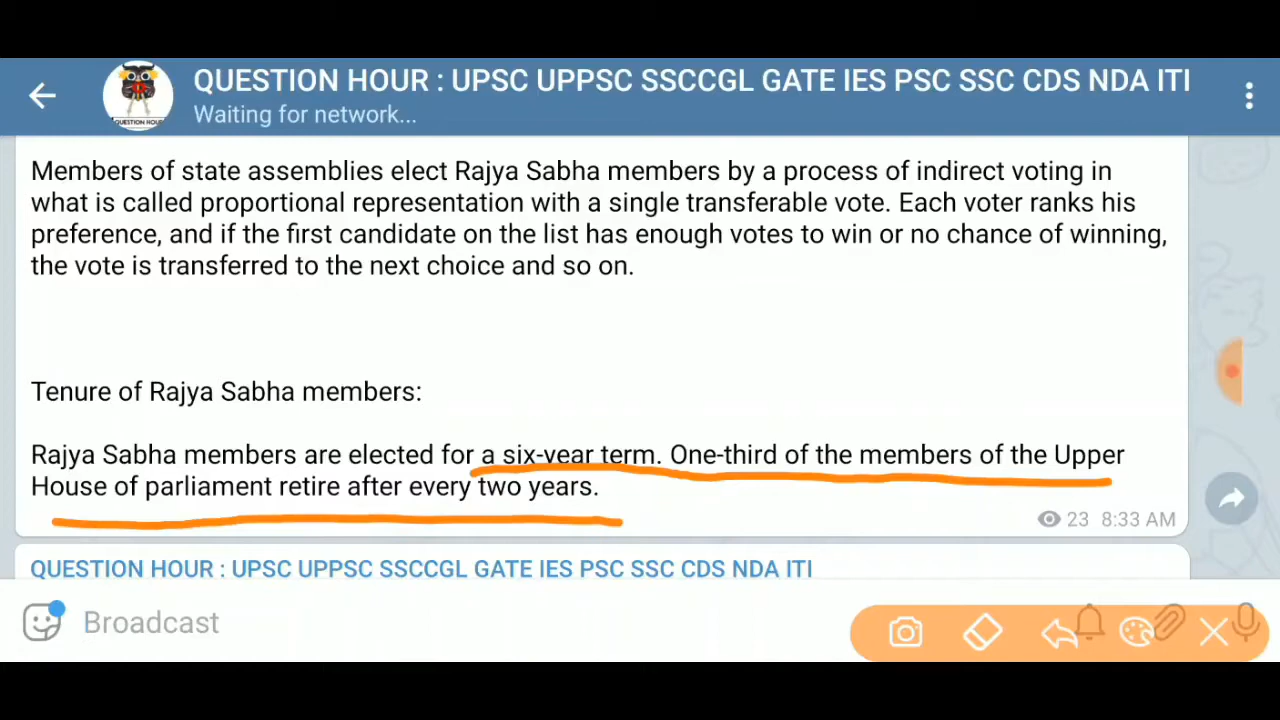 QUESTION HOUR : UPSC UPPSC SSCCGL GATE IES PSC SSC CDS NDA ITI
Waiting for network...
QUESTION HOUR
Members of state assemblies elect Rajya Sabha members by a process of indirect voting in
what is called proportional representation with a single transferable vote. Each voter ranks his
preference, and if the first candidate on the list has enough votes to win or no chance of winning,
the vote is transferred to the next choice and so on.
Tenure of Rajya Sabha members:
Rajya Sabha members are elected for a six-year term. One-third of the members of the Upper
House of parliament retire after every two years.
23 8:33 AM
QUESTION HOUR : UPSC UPPSC SSCCGL GATE IES PSC SSC CDS NDA ITI
Broadcast